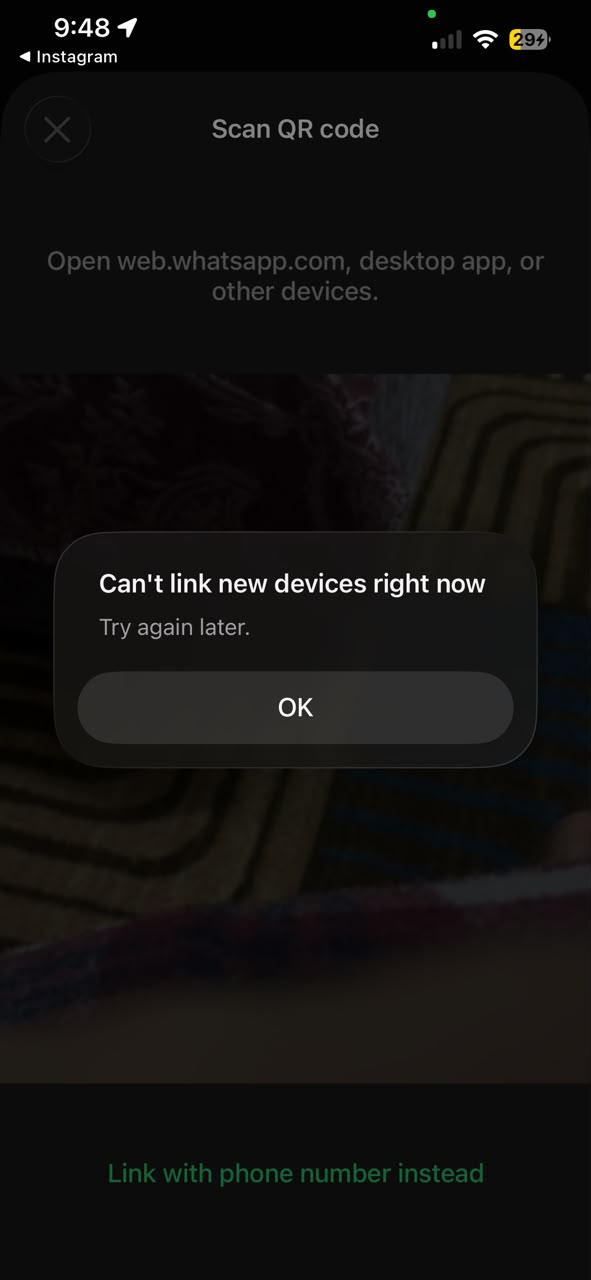 9:48
◀ Instagram
29
Scan QR code
Open web.whatsapp.com, desktop app, or
other devices.
Can't link new devices right now
Try again later.
OK
Link with phone number instead